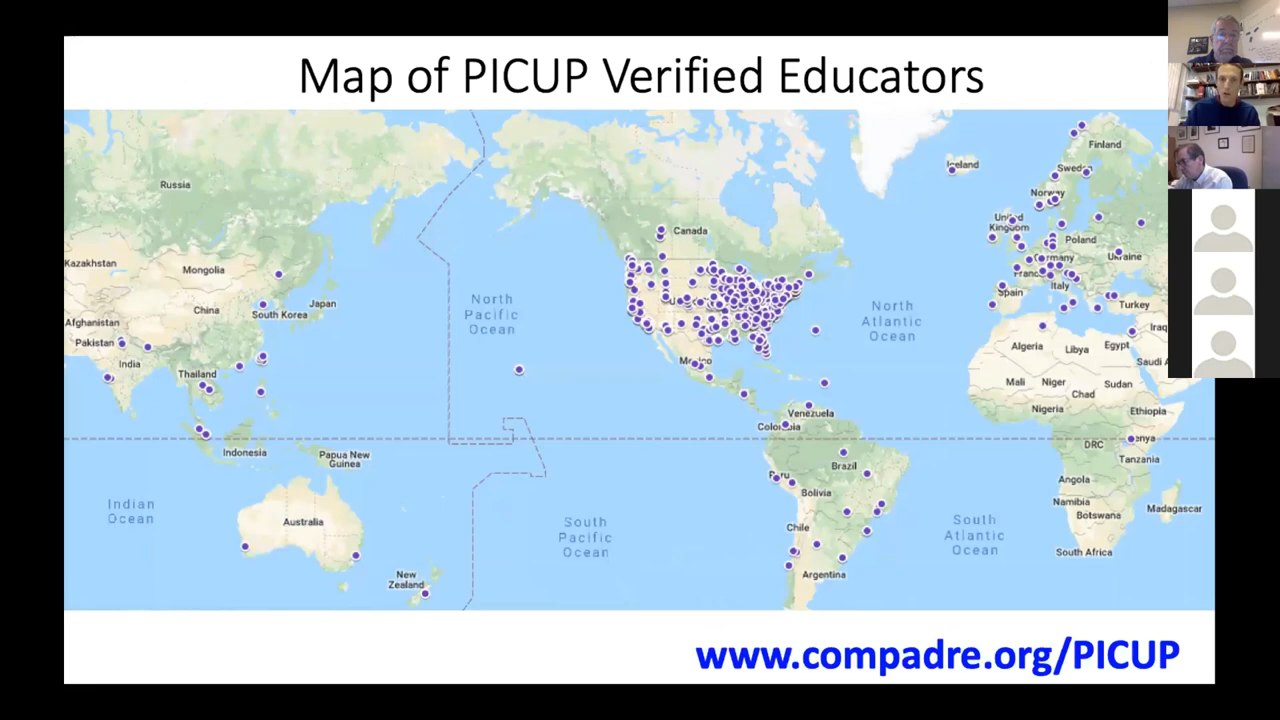 Map of PICUP Verified Educators
Russia
Canada
Iceland
Finland
Sweden
Norway
United
Kingdom
Poland
Germany
Ukraine
France
Italy
Spain
Turkey
Kazakhstan
Mongolia
China
Japan
South Korea
Afghanistan
Pakistan
India
Thailand
North
Pacific
Ocean
North
Atlantic
Ocean
Mexico
Algeria
Libya
Egypt
Iraq
Saudi A
Mali
Niger
Chad
Sudan
Nigeria
Ethiopia
Venezuela
Colombia
DRC
Kenya
Tanzania
Indonesia
Papua New
Guinea
Peru
Brazil
Bolivia
Angola
Namibia
Botswana
Madagascar
Indian
Ocean
Australia
South
Pacific
Ocean
Chile
South
Atlantic
Ocean
South Africa
New
Zealand
Argentina
www.compadre.org/PICUP